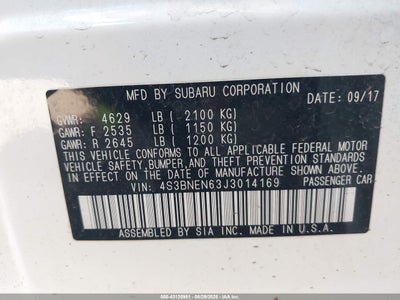 MFD BY SUBARU CORPORATION DATE: 09/17
GVWR: 4629 LB ( 2100 KG)
GAWR: F 2535 LB ( 1150 KG)
GAWR: R 2645 LB ( 1200 KG)
THIS VEHICLE CONFORMS TO ALL APPLICABLE FEDERAL MOTOR
VEHICLE SAFETY, BUMPER, AND THEFT PREVENTION STANDARDS
IN EFFECT ON THE DATE OF MANUFACTURE SHOWN ABOVE.
VIN: 4S3BNEN63J3014169 PASSENGER CAR
ASSEMBLED BY SIA INC. MADE IN U.S.A.